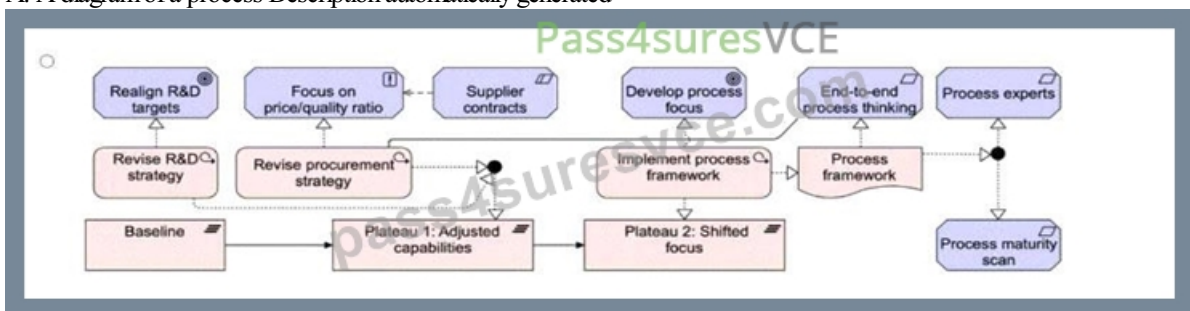 A. A diagram of a process Description automatically generated
Pass4suresVCE
Realign R&D
targets
Focus on
price/quality ratio
Supplier
contracts
Develop process
focus
End-to-end
process thinking
Process experts
Revise R&D
strategy
Revise procurement
strategy
Implement process
framework
Process
framework
Baseline
Plateau 1: Adjusted
capabilities
Plateau 2: Shifted
focus
Process maturity
scan
pass4suresvce.com